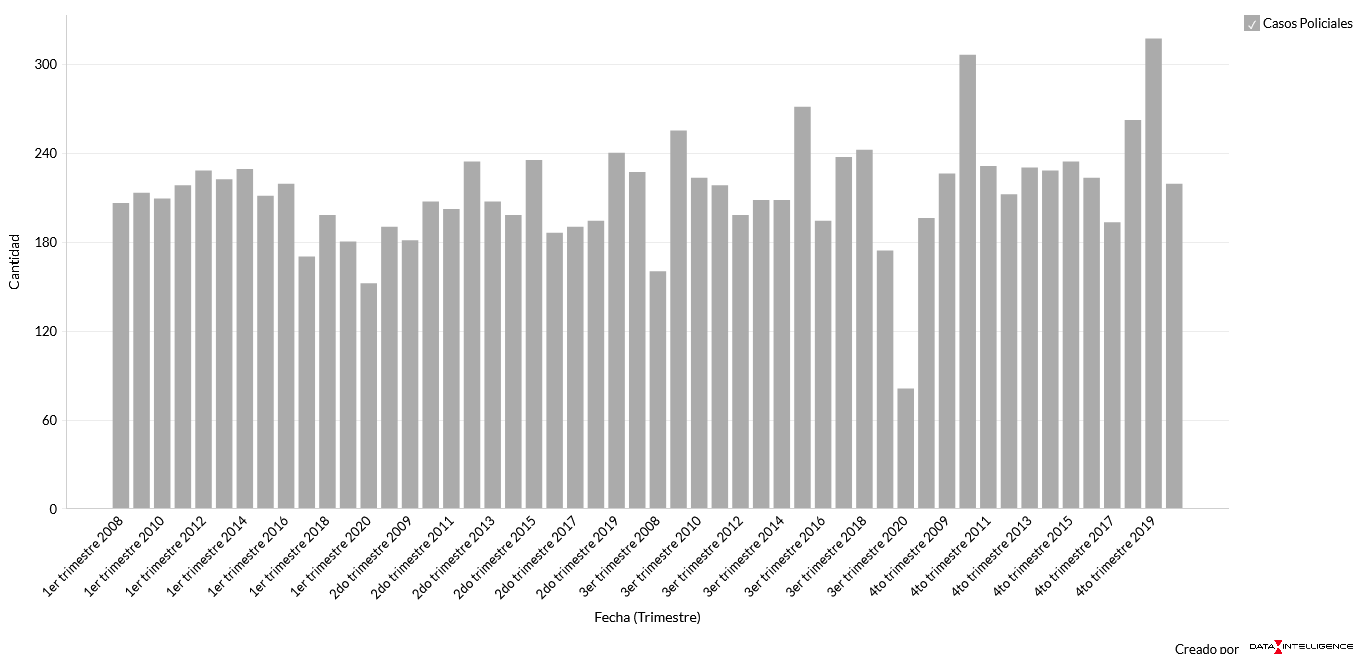 Casos Policiales
300
240
180
120
60
0
Cantidad
1er trimestre 2008
1er trimestre 2010
1er trimestre 2012
1er trimestre 2014
1er trimestre 2016
1er trimestre 2018
1er trimestre 2020
2do trimestre 2009
2do trimestre 2011
2do trimestre 2013
2do trimestre 2015
2do trimestre 2017
2do trimestre 2019
3er trimestre 2008
3er trimestre 2010
3er trimestre 2012
3er trimestre 2014
3er trimestre 2016
3er trimestre 2018
3er trimestre 2020
4to trimestre 2009
4to trimestre 2011
4to trimestre 2013
4to trimestre 2015
4to trimestre 2017
4to trimestre 2019
Fecha (Trimestre)
Creado por DATA INTELLIGENCE